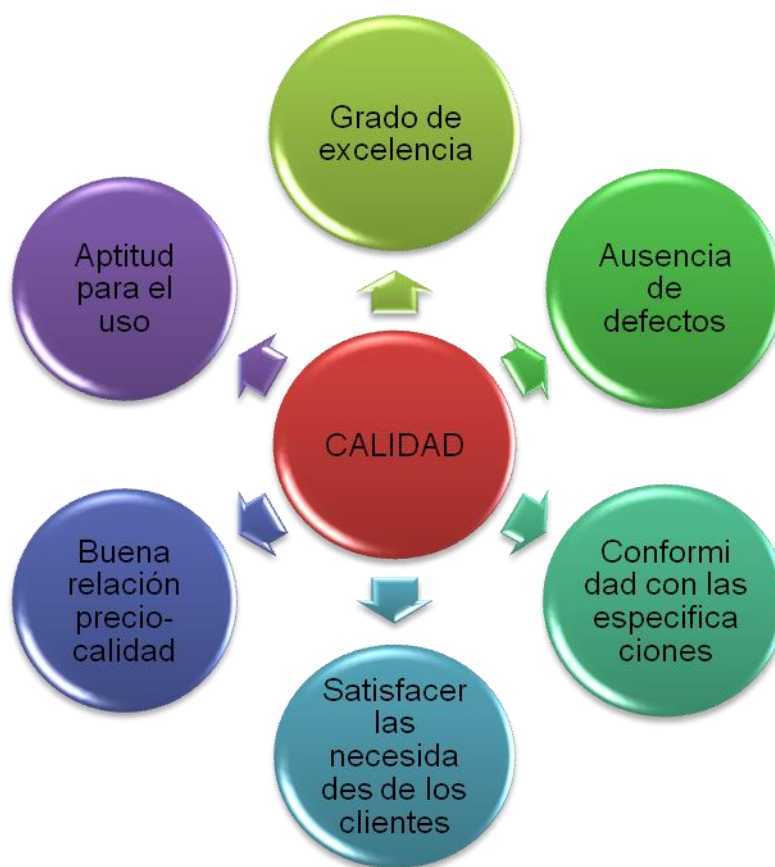 Grado de
excelencia
Ausencia
de
defectos
Conformi
dad con las
especifica
ciones
Satisfacer
las
necesida
des de los
clientes
Buena
relación
precio-
calidad
Aptitud
para el
uso
CALIDAD